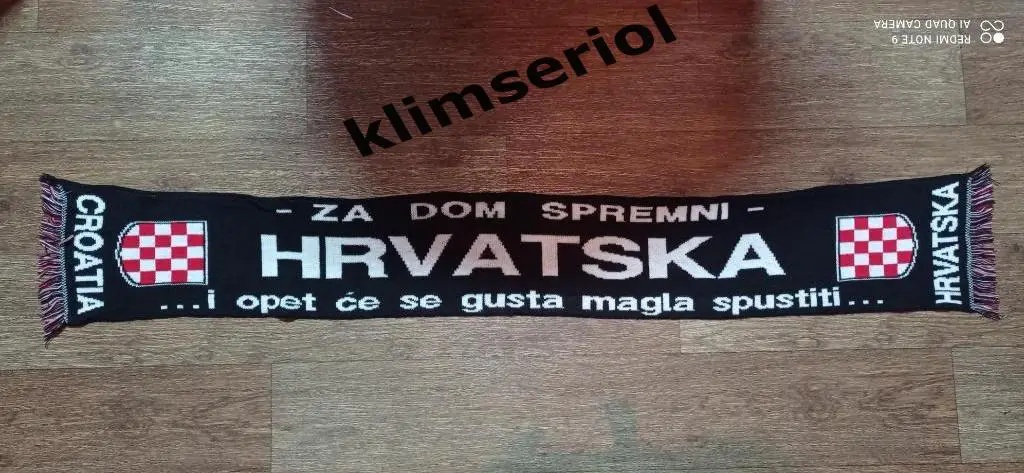 REDMI NOTE 9
AI QUAD CAMERA
klimseriol
CROATIA
- ZA DOM SPREMNI -
HRVATSKA
...i opet će se gusta magla spustiti...
HRVATSKA